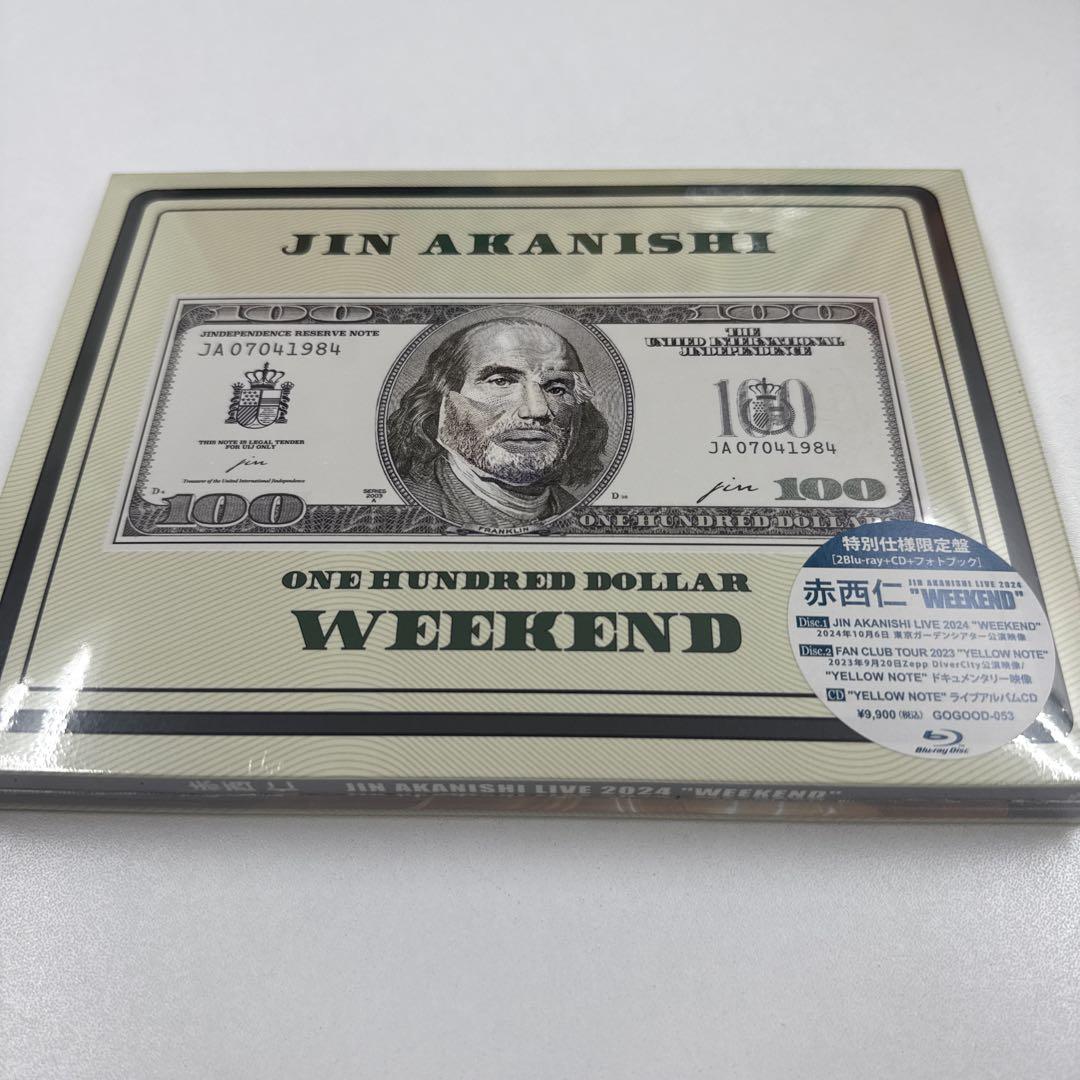 JIN AKANISHI
100 100
JINDEPENDENCE RESERVE NOTE
JA 07041984
THE
UNITED INTERNATIONAL
JINDEPENDENCE
100
JA 07041984
THIS NOTE IS LEGAL TENDER
FOR UIJ ONLY
jin
Treasurer of the United International Jindependence
D4
100
SERIES
2003
A
FRANKLIN
D 38
jin 100
ONE HUNDRED DOLLARS
ONE HUNDRED DOLLAR
WEEKEND
特別仕様限定盤
[2Blu-ray+CD+フォトブック]
赤西仁 JIN AKANISHI LIVE 2024
"WEEKEND"
Disc.1 JIN AKANISHI LIVE 2024 "WEEKEND"
2024年10月6日 東京ガーデンシアター公演映像
Disc.2 FAN CLUB TOUR 2023 "YELLOW NOTE"
2023年9月20日Zepp DiverCity公演映像/
"YELLOW NOTE" ドキュメンタリー映像
CD "YELLOW NOTE" ライブアルバムCD
¥9,900 (税込) GOGOOD-053
Blu-ray Disc
JIN AKANISHI LIVE 2024 "WEEKEND"